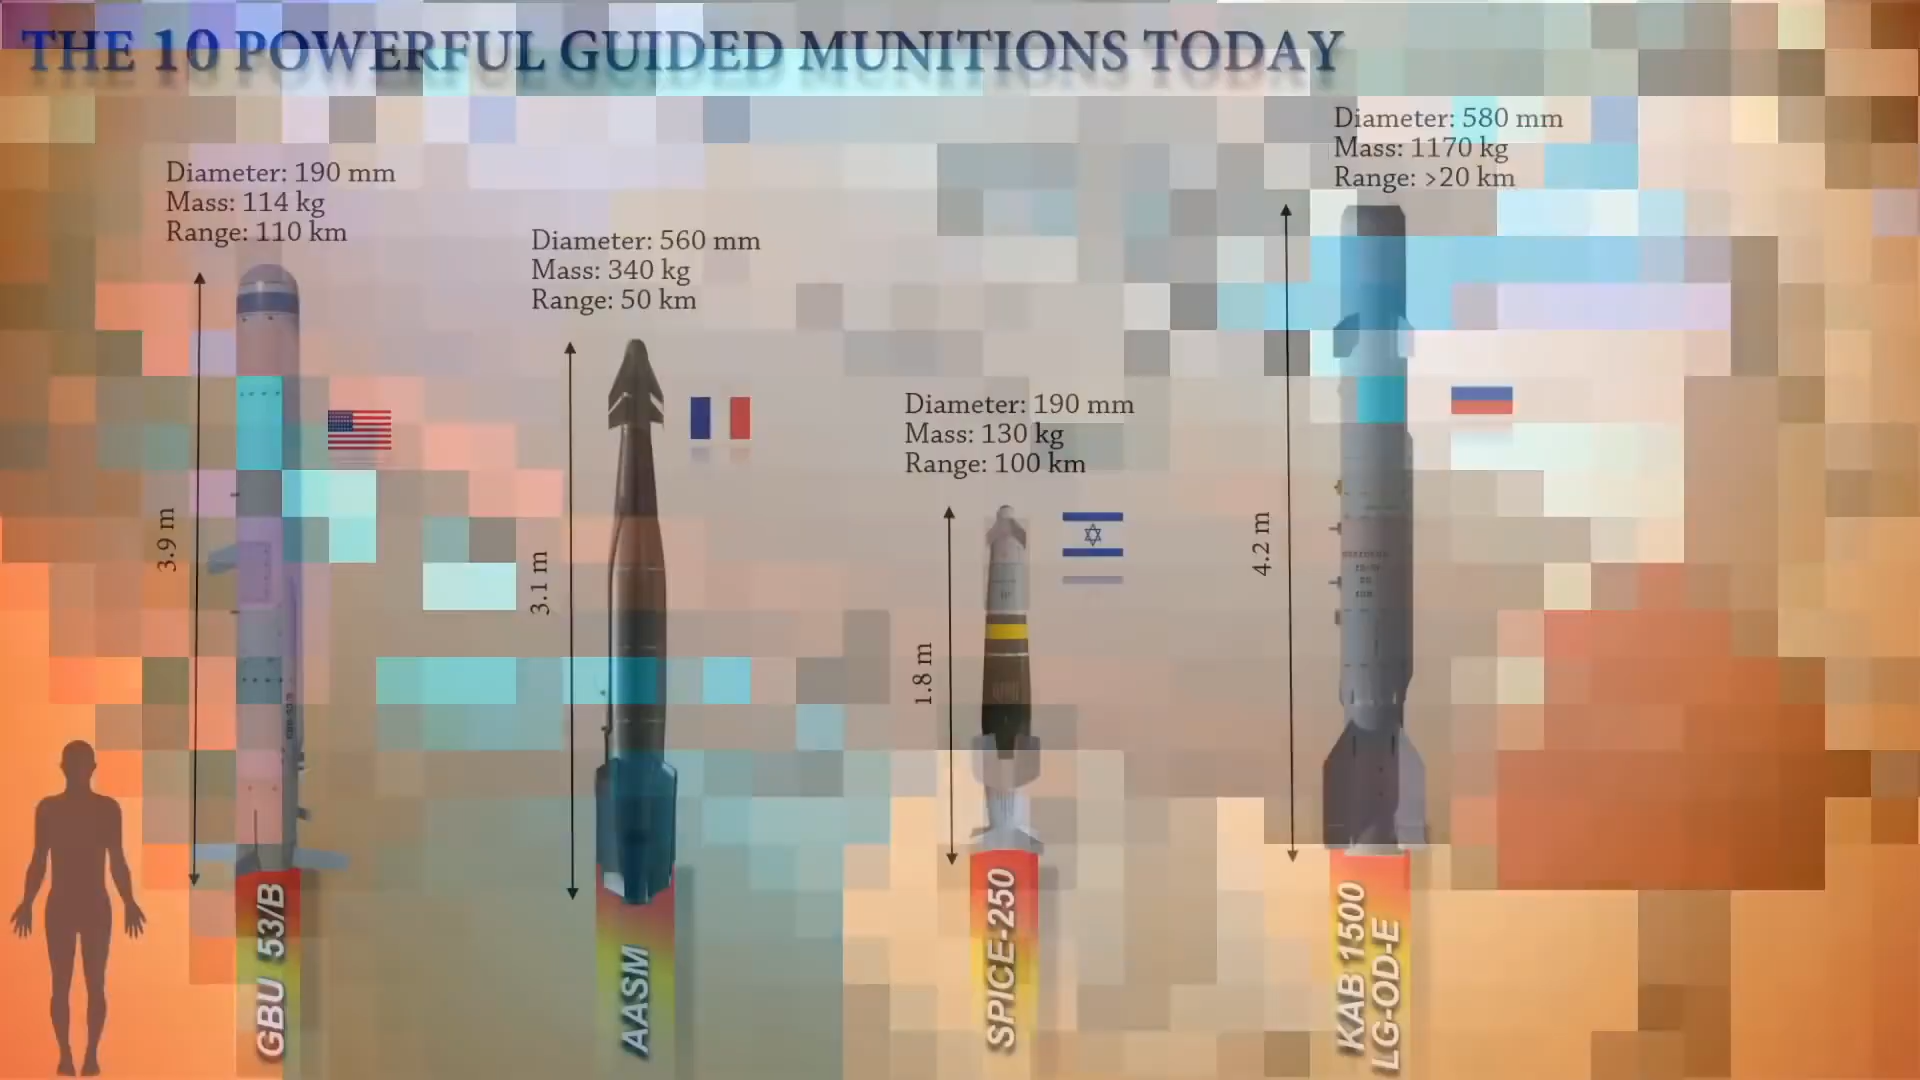 THE 10 POWERFUL GUIDED MUNITIONS TODAY
Diameter: 190 mm
Mass: 114 kg
Range: 110 km
3.9 m
GBU 53/B
Diameter: 560 mm
Mass: 340 kg
Range: 50 km
3.1 m
AASM
Diameter: 190 mm
Mass: 130 kg
Range: 100 km
1.8 m
SPICE-250
Diameter: 580 mm
Mass: 1170 kg
Range: >20 km
4.2 m
KAB 1500
LG-OD-E